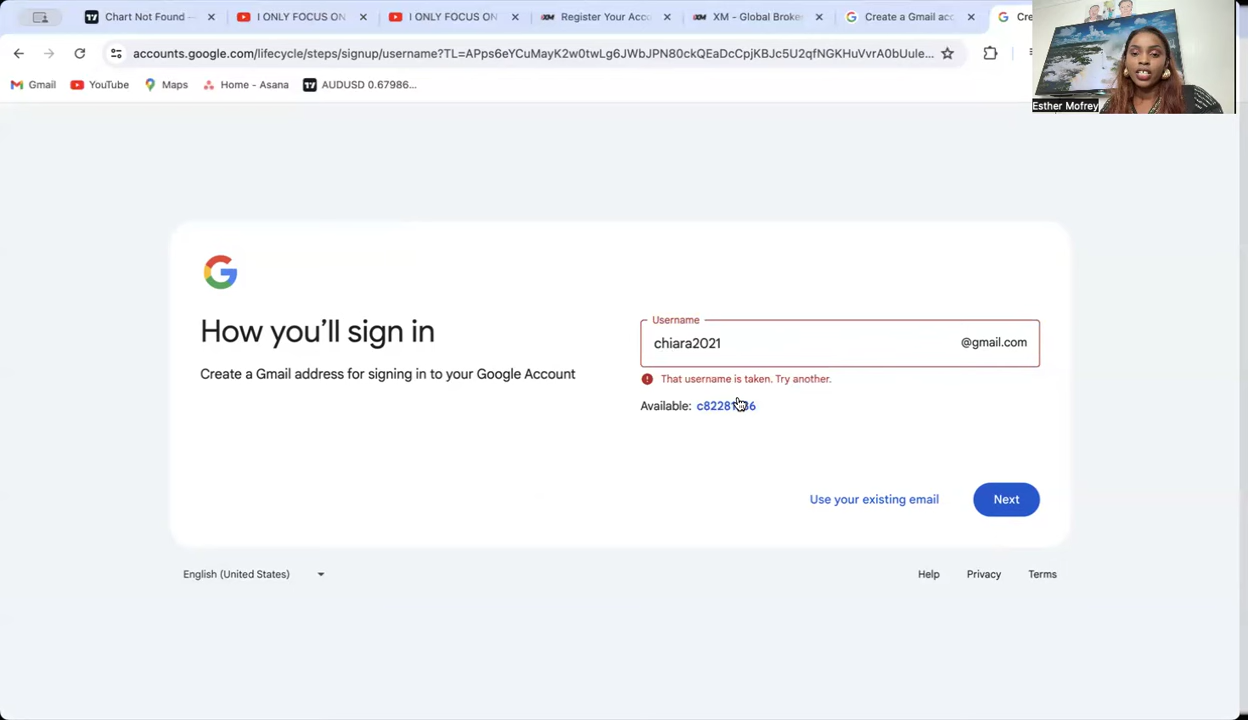 Chart Not Found —
I ONLY FOCUS ON
I ONLY FOCUS ON
Register Your Acco
XM - Global Broke
Create a Gmail acc
Cre
accounts.google.com/lifecycle/steps/signup/username?TL=APps6eYCuMayK2w0twLg6JWbJPN80ckQEaDcCpjKBJc5U2qfNGKHuVvrA0bUule...
Gmail
YouTube
Maps
Home - Asana
AUDUSD 0.67986...
Esther Mofrey
How you'll sign in
Create a Gmail address for signing in to your Google Account
Username
chiara2021
@gmail.com
That username is taken. Try another.
Available:
Use your existing email
Next
English (United States)
Help
Privacy
Terms